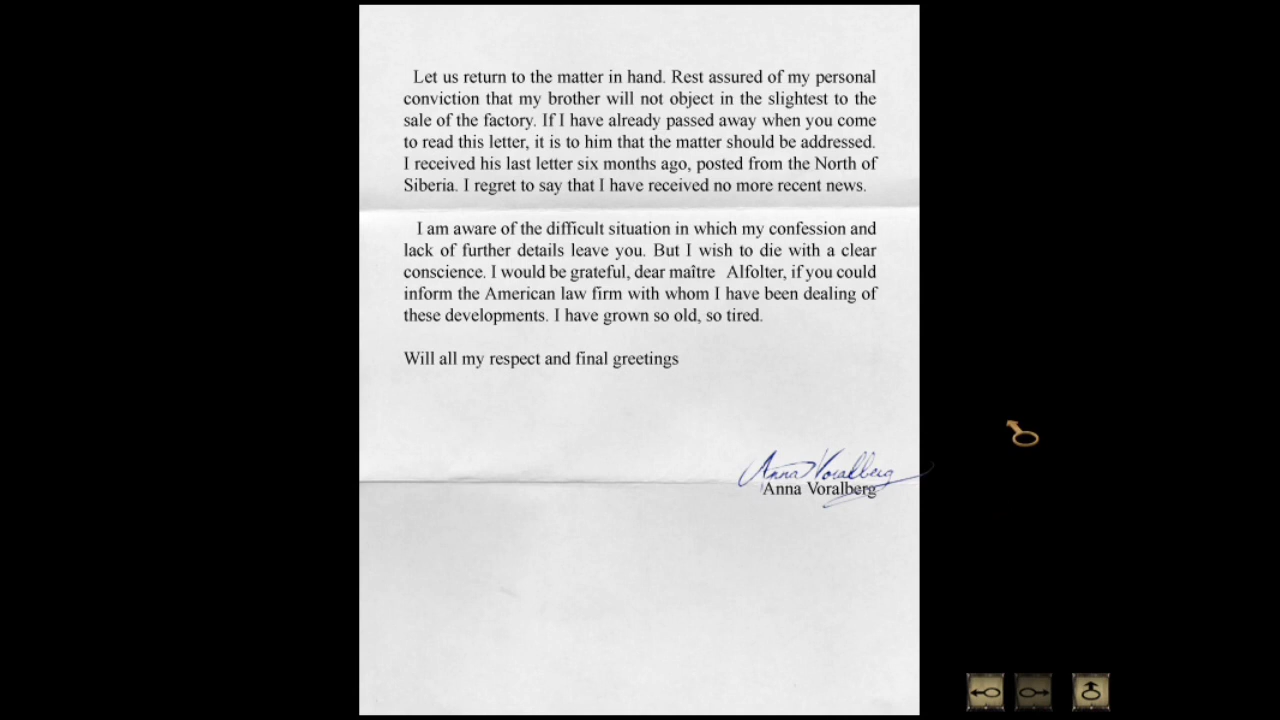 Let us return to the matter in hand. Rest assured of my personal
conviction that my brother will not object in the slightest to the
sale of the factory. If I have already passed away when you come
to read this letter, it is to him that the matter should be addressed.
I received his last letter six months ago, posted from the North of
Siberia. I regret to say that I have received no more recent news.
I am aware of the difficult situation in which my confession and
lack of further details leave you. But I wish to die with a clear
conscience. I would be grateful, dear maître Alfolter, if you could
inform the American law firm with whom I have been dealing of
these developments. I have grown so old, so tired.
Will all my respect and final greetings
Anna Voralberg
Anna Voralberg